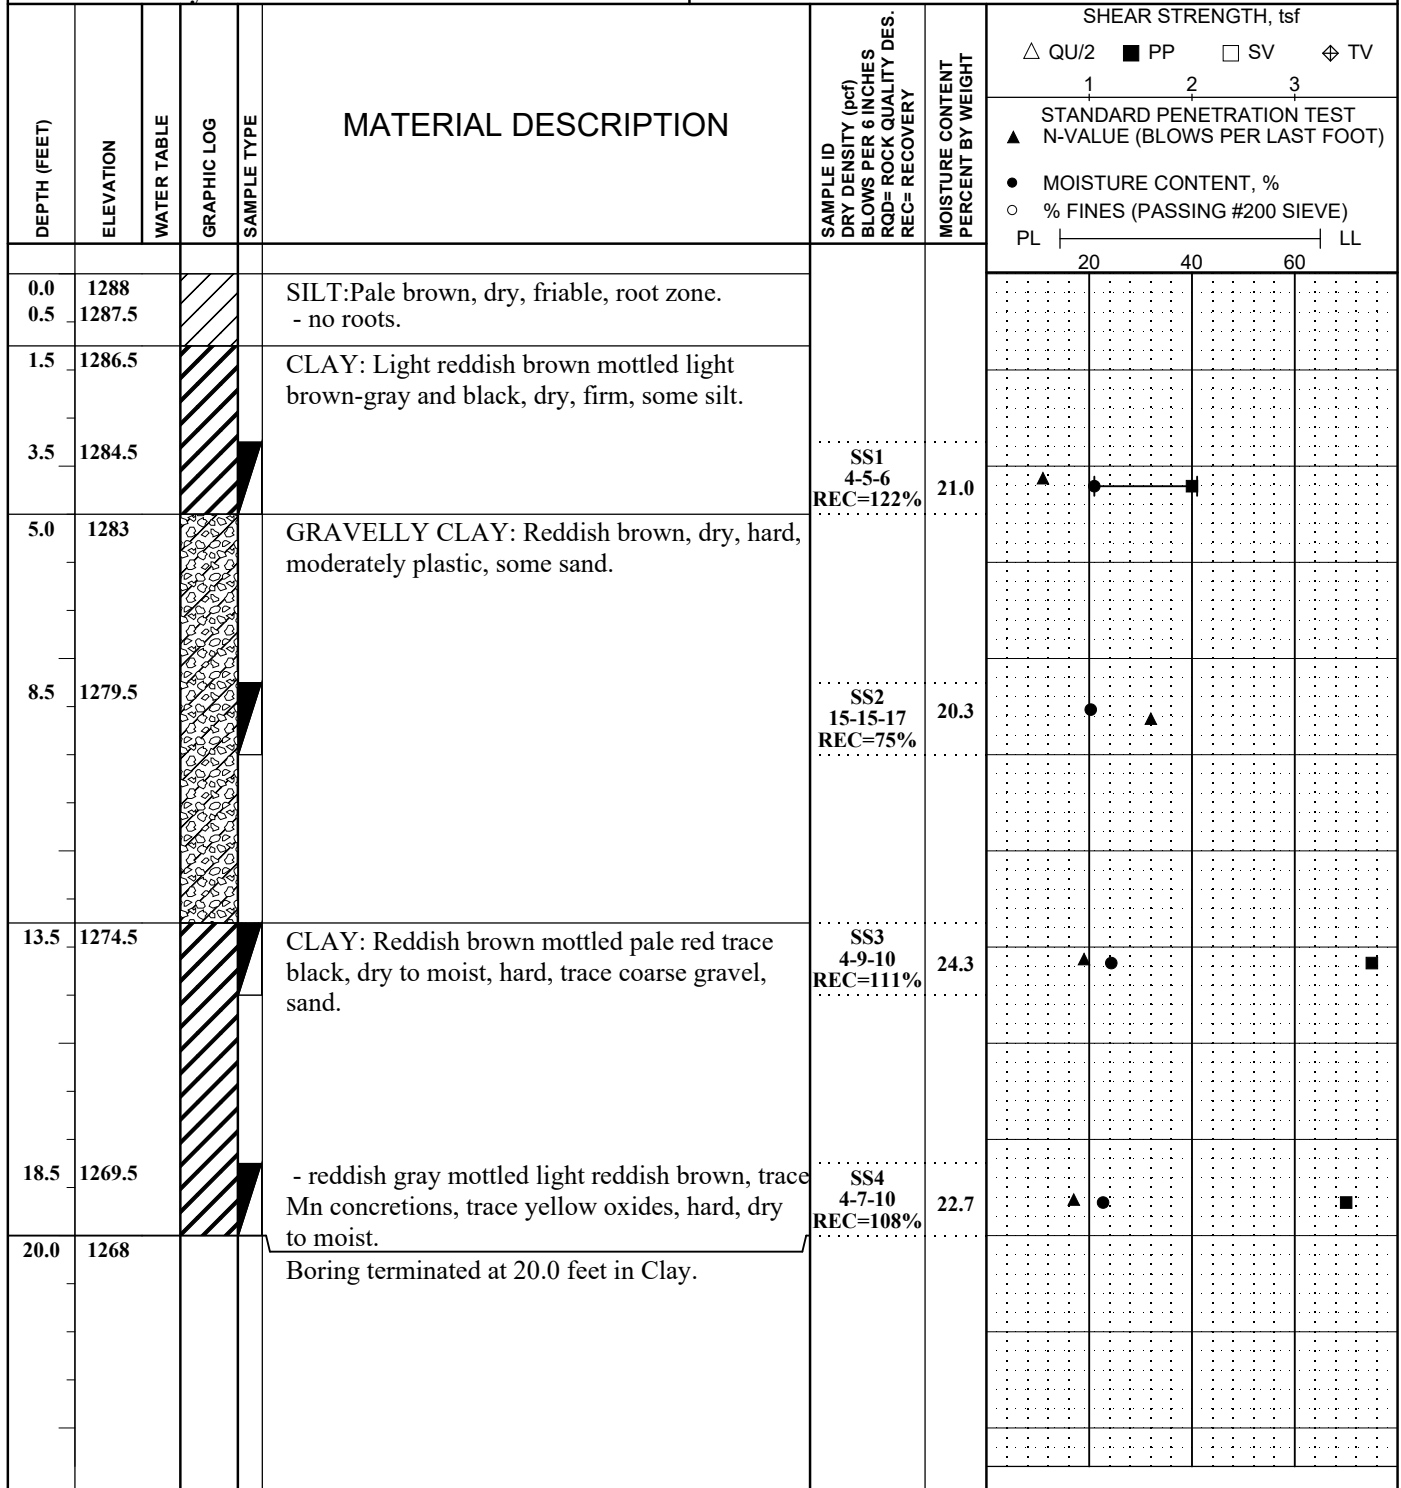 SHEAR STRENGTH, tsf
QU/2 PP SV TV
1 2 3
STANDARD PENETRATION TEST
N-VALUE (BLOWS PER LAST FOOT)
MOISTURE CONTENT, %
% FINES (PASSING #200 SIEVE)
PL LL
20 40 60
DEPTH (FEET)
ELEVATION
WATER TABLE
GRAPHIC LOG
SAMPLE TYPE
MATERIAL DESCRIPTION
SAMPLE ID
DRY DENSITY (pcf)
BLOWS PER 6 INCHES
RQD= ROCK QUALITY DES.
REC= RECOVERY
MOISTURE CONTENT
PERCENT BY WEIGHT
0.0 1288 SILT:Pale brown, dry, friable, root zone.
0.5 1287.5 - no roots.
1.5 1286.5 CLAY: Light reddish brown mottled light
brown-gray and black, dry, firm, some silt.
3.5 1284.5 SS1
4-5-6 21.0
REC=122%
5.0 1283 GRAVELLY CLAY: Reddish brown, dry, hard,
moderately plastic, some sand.
8.5 1279.5 SS2
15-15-17 20.3
REC=75%
13.5 1274.5 CLAY: Reddish brown mottled pale red trace SS3
black, dry to moist, hard, trace coarse gravel, 4-9-10 24.3
sand. REC=111%
18.5 1269.5 - reddish gray mottled light reddish brown, trace SS4
Mn concretions, trace yellow oxides, hard, dry 4-7-10 22.7
to moist. REC=108%
20.0 1268
Boring terminated at 20.0 feet in Clay.